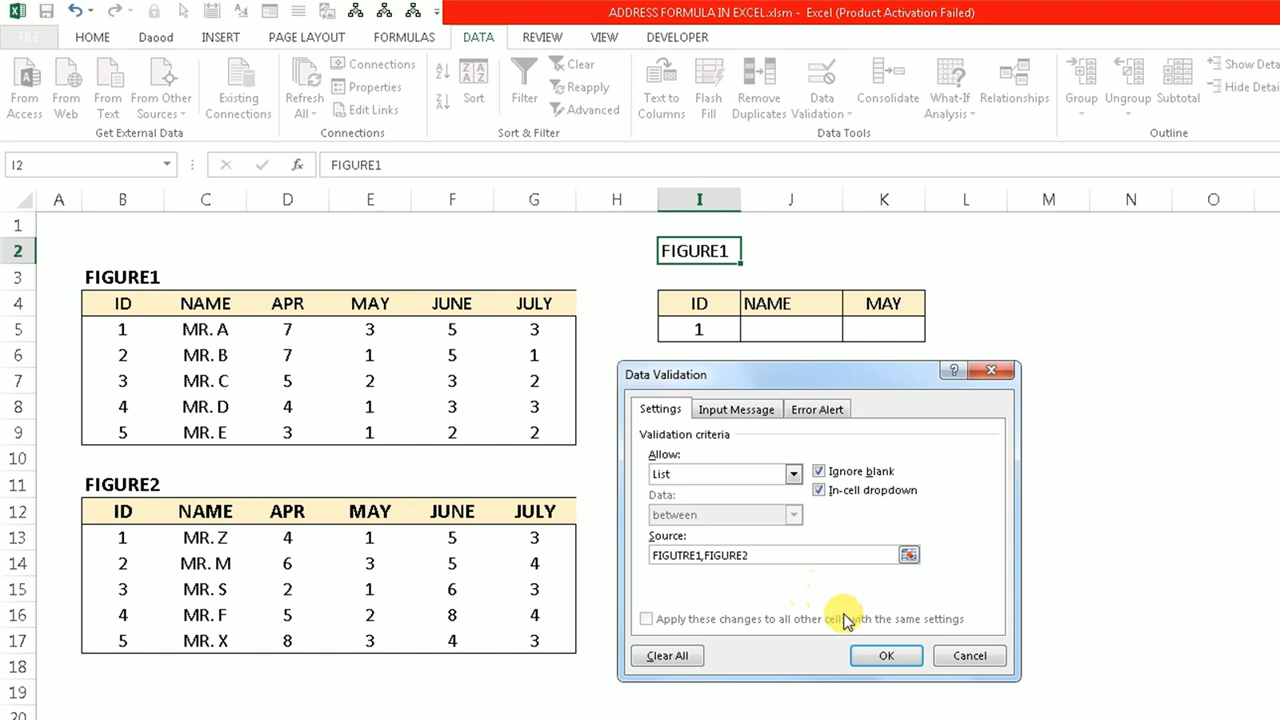 ADDRESS FORMULA IN EXCEL.xlsm - Excel (Product Activation Failed)
FILE HOME Daood INSERT PAGE LAYOUT FORMULAS DATA REVIEW VIEW DEVELOPER
From Access
From Web
From Text
From Other Sources
Existing Connections
Get External Data
Refresh All
Connections
Properties
Edit Links
Connections
Sort
Filter
Clear
Reapply
Advanced
Sort & Filter
Text to Columns
Flash Fill
Remove Duplicates
Data Validation
Consolidate
What-If Analysis
Relationships
Data Tools
Group
Ungroup
Subtotal
Show Deta
Hide Detai
Outline
I2 fx FIGURE1
A B C D E F G H I J K L M N O
1
2 FIGURE1
3 FIGURE1
4 ID NAME APR MAY JUNE JULY ID NAME MAY
5 1 MR. A 7 3 5 3 1
6 2 MR. B 7 1 5 1
7 3 MR. C 5 2 3 2
8 4 MR. D 4 1 3 3
9 5 MR. E 3 1 2 2
10
11 FIGURE2
12 ID NAME APR MAY JUNE JULY
13 1 MR. Z 4 1 5 3
14 2 MR. M 6 3 5 4
15 3 MR. S 2 1 6 3
16 4 MR. F 5 2 8 4
17 5 MR. X 8 3 4 3
18
19
20
Data Validation
?
Settings Input Message Error Alert
Validation criteria
Allow:
List
Ignore blank
Data:
In-cell dropdown
between
Source:
FIGUTRE1,FIGURE2
Apply these changes to all other cells with the same settings
Clear All OK Cancel